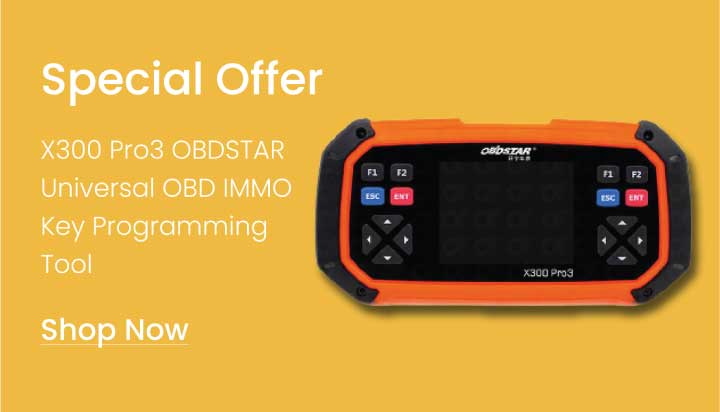 Special Offer
X300 Pro3 OBDSTAR
Universal OBD IMMO
Key Programming
Tool
Shop Now
OBDSTAR®
F1 F2
ESC ENT
F1 F2
ESC ENT
X300 Pro3